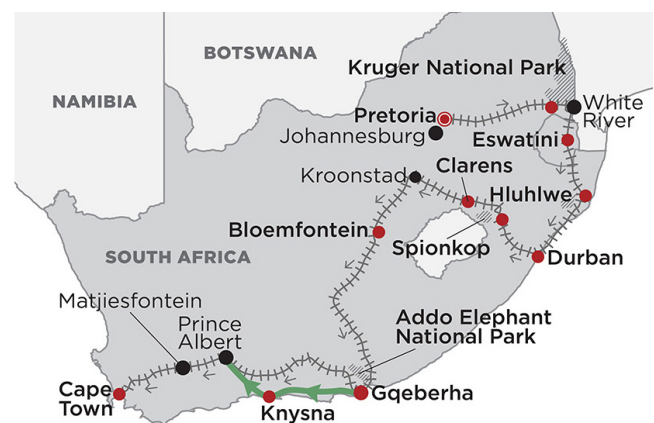 BOTSWANA
Kruger National Park
NAMIBIA
White
River
Pretoria
Johannesburg
Eswatini
Clarens
Kroonstad
Hluhlwe
Bloemfontein
Spionkop
SOUTH AFRICA
Durban
Matjiesfontein
Prince
Albert
Addo Elephant
National Park
Cape
Town
Gqeberha
Knysna